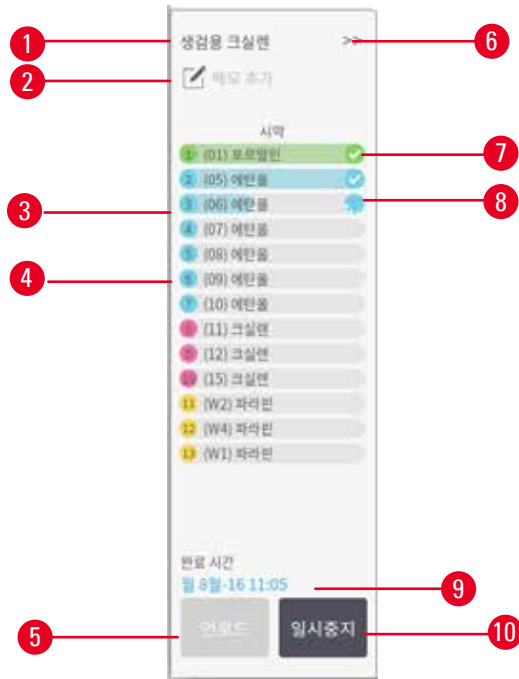 1 생검용 크실렌 >> 6
2 메모 추가
시약
1 (01) 포르말린 7
2 (05) 에탄올
3 3 (06) 에탄올 8
4 (07) 에탄올
5 (08) 에탄올
4 6 (09) 에탄올
7 (10) 에탄올
8 (11) 크실렌
9 (12) 크실렌
10 (15) 크실렌
11 (W2) 파라핀
12 (W4) 파라핀
13 (W1) 파라핀
완료 시간
월 8월-16 11:05 9
5 언로드 일시중지 10